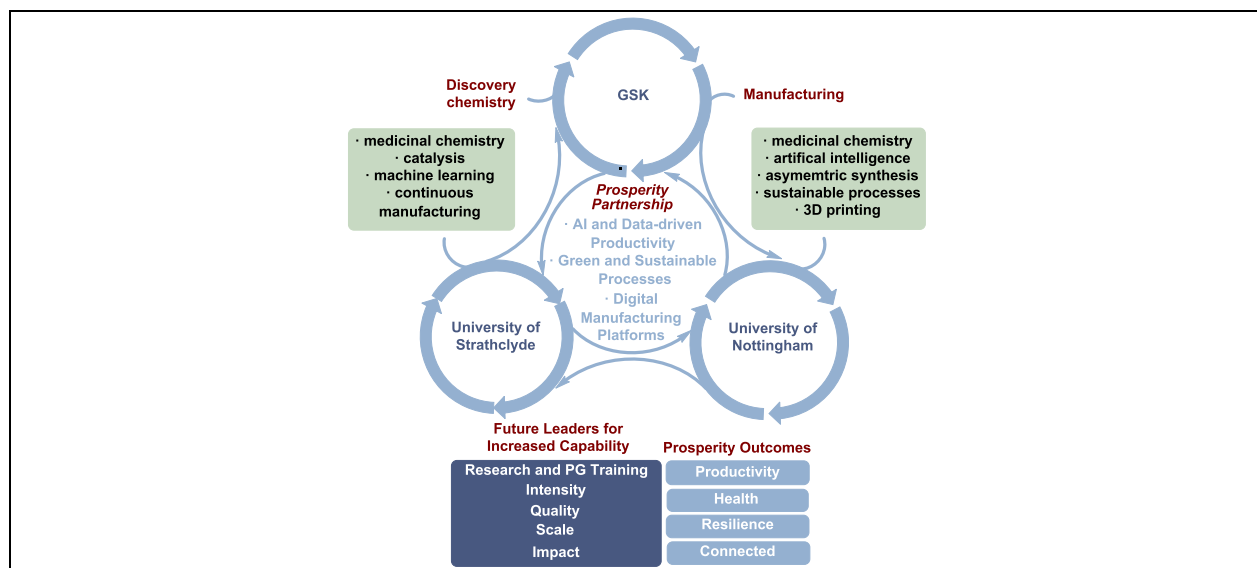 GSK
Discovery
chemistry
Manufacturing
· medicinal chemistry
· catalysis
· machine learning
· continuous
manufacturing
· medicinal chemistry
· artifical intelligence
· asymemtric synthesis
· sustainable processes
· 3D printing
Prosperity
Partnership
· AI and Data-driven
Productivity
· Green and Sustainable
Processes
· Digital
Manufacturing
Platforms
University of
Strathclyde
University of
Nottingham
Future Leaders for
Increased Capability
Research and PG Training
Intensity
Quality
Scale
Impact
Prosperity Outcomes
Productivity
Health
Resilience
Connected